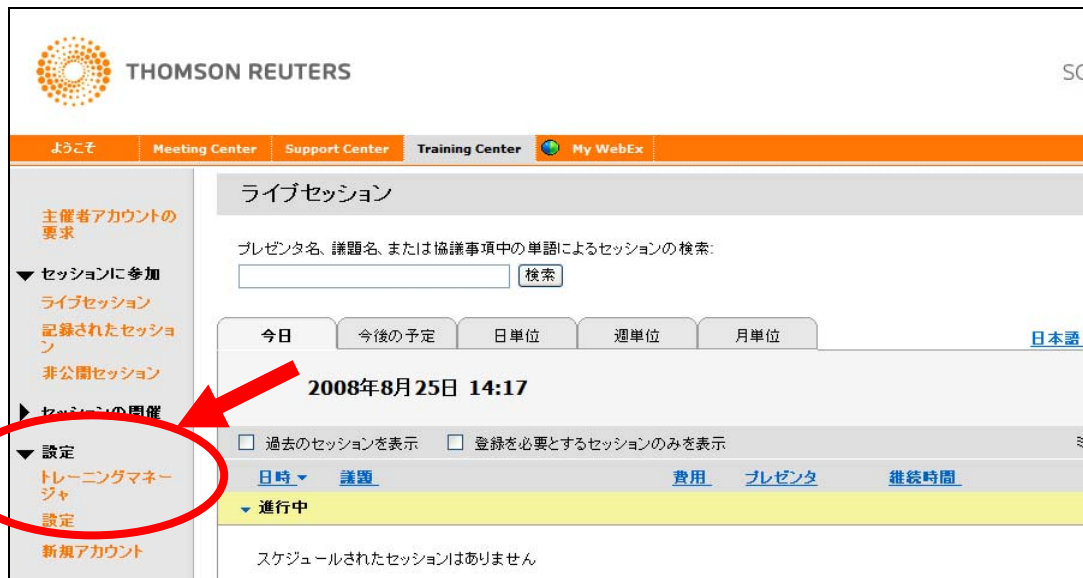 THOMSON REUTERS
ようこそ Meeting Center Support Center Training Center My WebEx
主催者アカウントの
要求
セッションに参加
ライブセッション
記録されたセッショ
ン
非公開セッション
セッションの開催
設定
トレーニングマネー
ジャ
設定
新規アカウント
ライブセッション
プレゼンタ名、議題名、または協議事項中の単語によるセッションの検索:
検索
今日 今後の予定 日単位 週単位 月単位 日本語
2008年8月25日 14:17
過去のセッションを表示 登録を必要とするセッションのみを表示
日時 議題 費用 プレゼンタ 継続時間
進行中
スケジュールされたセッションはありません